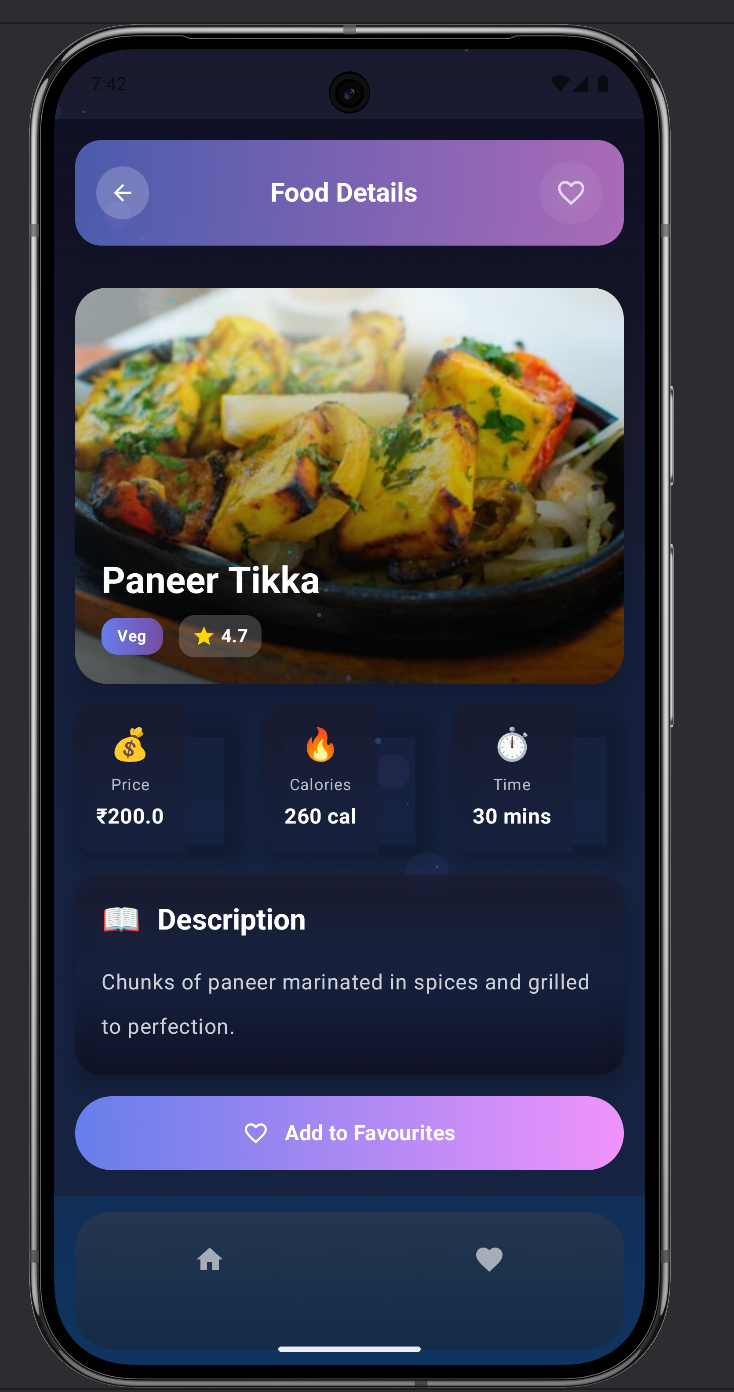 7:42
Food Details
Paneer Tikka
Veg
4.7
Price
Calories
Time
₹200.0
260 cal
30 mins
Description
Chunks of paneer marinated in spices and grilled
to perfection.
Add to Favourites